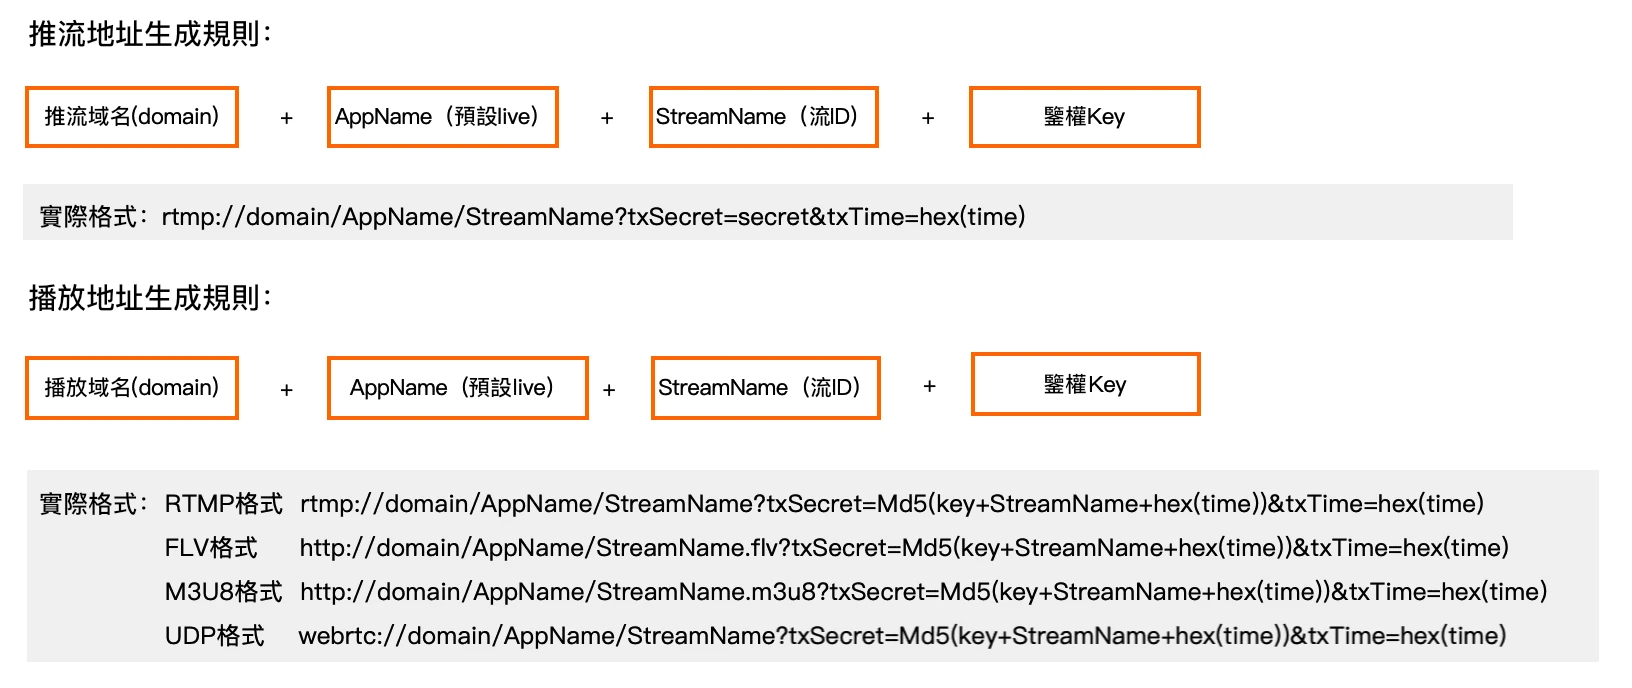 推流地址生成規則：
推流域名(domain) + AppName（預設live） + StreamName（流ID） + 鑒權Key
實際格式：rtmp://domain/AppName/StreamName?txSecret=secret&txTime=hex(time)
播放地址生成規則：
播放域名(domain) + AppName（預設live） + StreamName（流ID） + 鑒權Key
實際格式：RTMP格式 rtmp://domain/AppName/StreamName?txSecret=Md5(key+StreamName+hex(time))&txTime=hex(time)
FLV格式 http://domain/AppName/StreamName.flv?txSecret=Md5(key+StreamName+hex(time))&txTime=hex(time)
M3U8格式 http://domain/AppName/StreamName.m3u8?txSecret=Md5(key+StreamName+hex(time))&txTime=hex(time)
UDP格式 webrtc://domain/AppName/StreamName?txSecret=Md5(key+StreamName+hex(time))&txTime=hex(time)